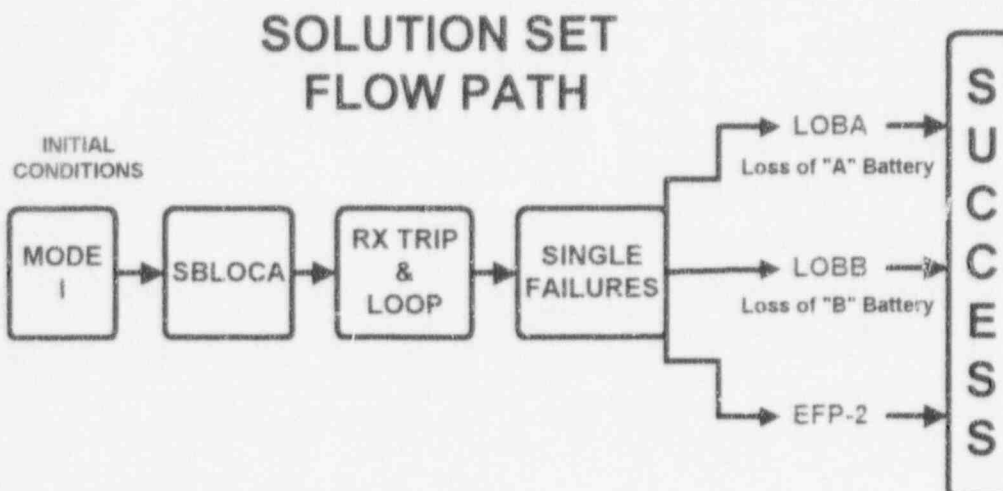 SOLUTION SET
FLOW PATH
INITIAL
CONDITIONS
MODE
I
SBLOCA
RX TRIP
&
LOOP
SINGLE
FAILURES
LOBA
Loss of "A" Battery
LOBB
Loss of "B" Battery
EFP-2
SUCCESS